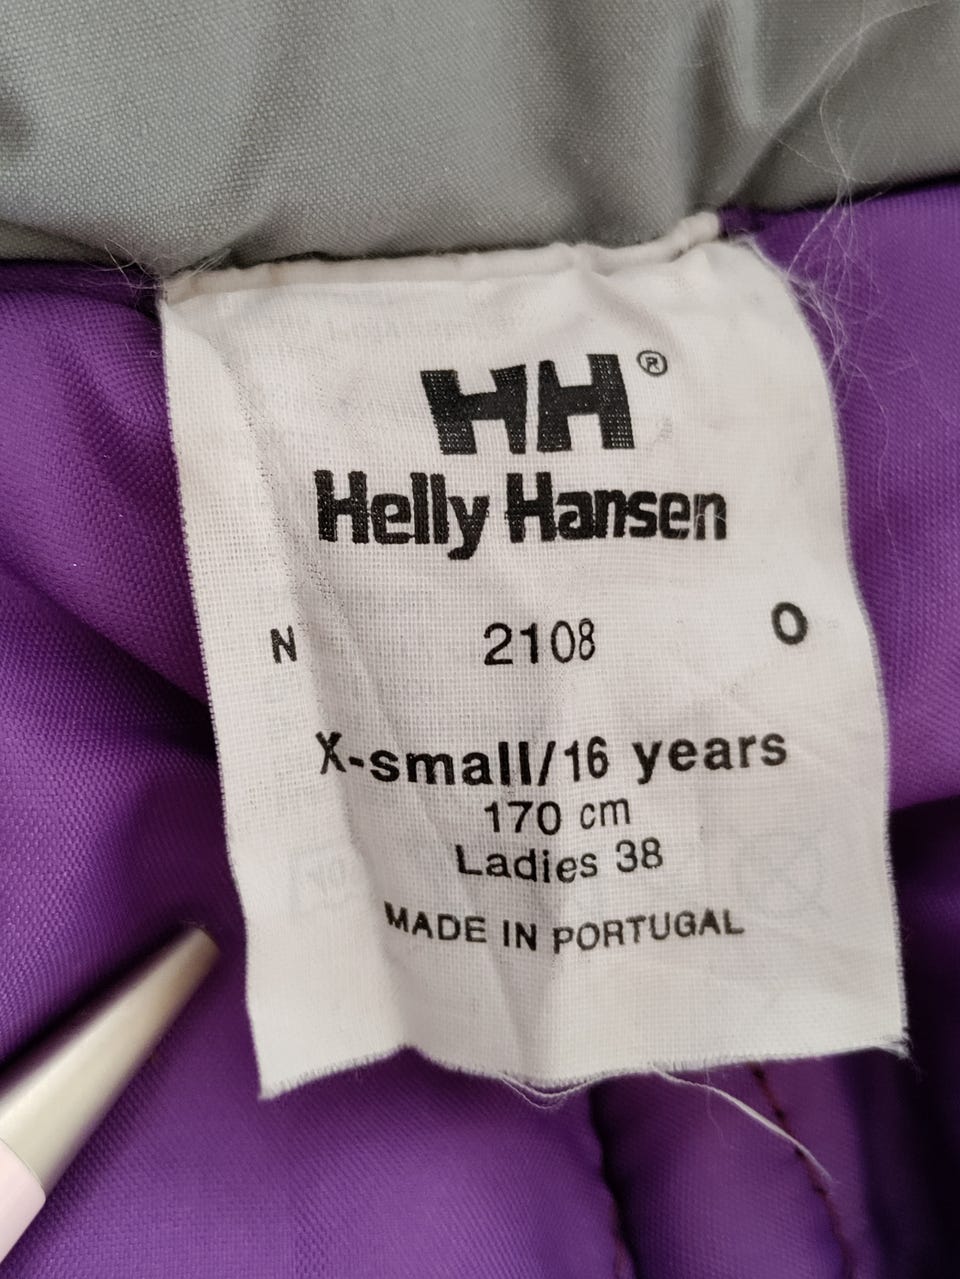 HH®
Helly Hansen
N 2108 O
X-small/16 years
170 cm
Ladies 38
MADE IN PORTUGAL